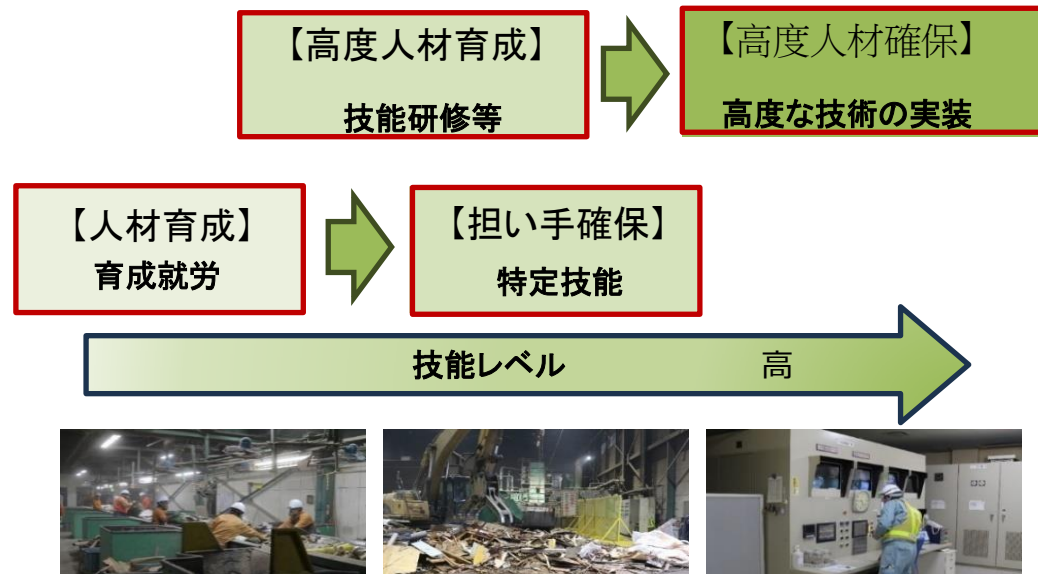 【高度人材育成】
技能研修等
【高度人材確保】
高度な技術の実装
【人材育成】
育成就労
【担い手確保】
特定技能
技能レベル 高